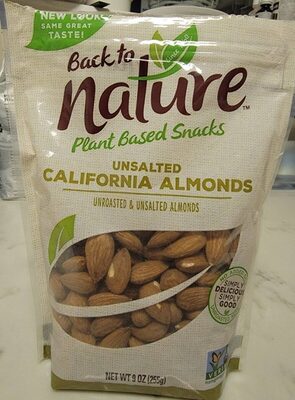 NEW LOOK
SAME GREAT
TASTE!
Back to
nature™
Plant Based Snacks
UNSALTED
CALIFORNIA ALMONDS
UNROASTED & UNSALTED ALMONDS
SIMPLY
DELICIOUS
SIMPLY
GOOD
NET WT 9 OZ (255g)